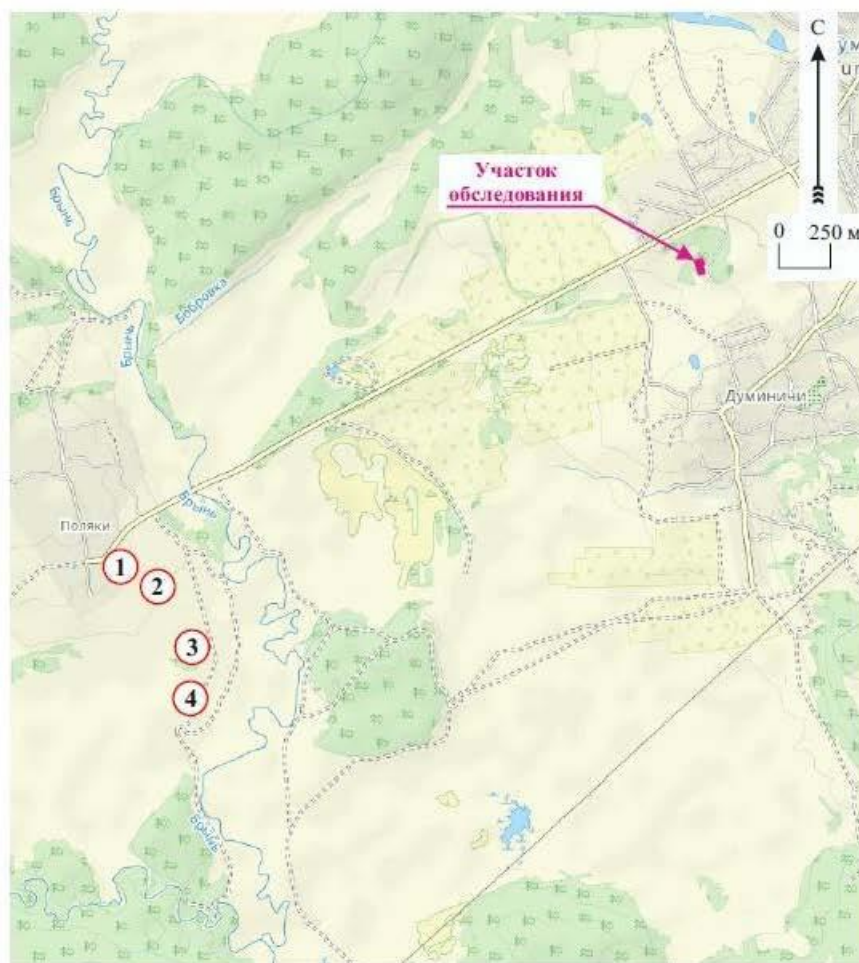 С
Участок
обследования
0 250 м
Брынь
Бобровка
Брынь
Думиничи
Брынь
Поляки
1
2
3
4
Брынь